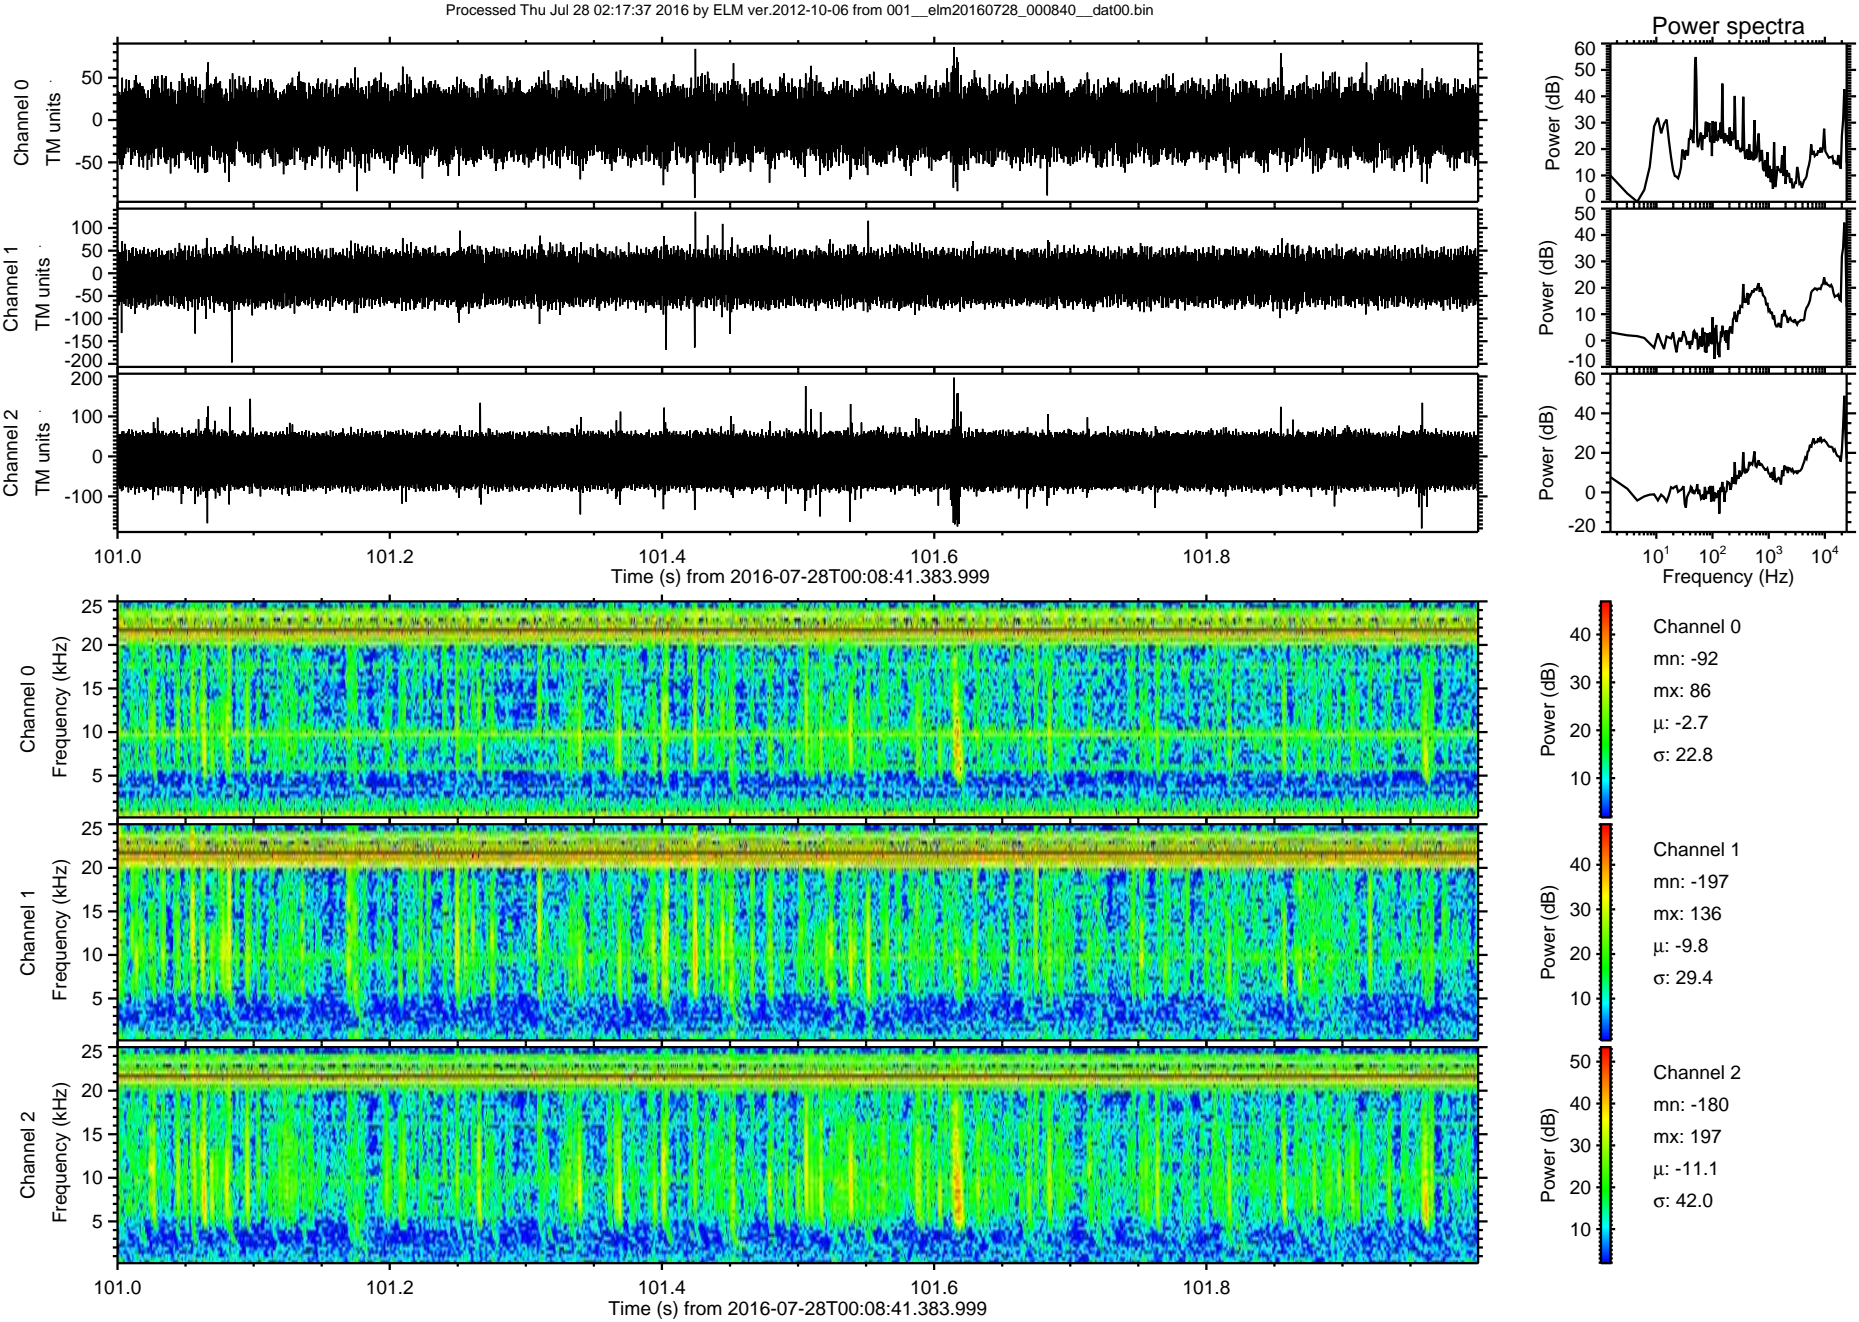 Processed Thu Jul 28 02:17:37 2016 by ELM ver.2012-10-06 from 001__elm20160728_000840__dat00.bin
Power spectra
Channel 0
TM units
50
0
-50
Power (dB)
60
50
40
30
20
10
0
Channel 1
TM units
100
50
0
-50
-100
-150
-200
Power (dB)
50
40
30
20
10
0
-10
Channel 2
TM units
200
100
0
-100
Power (dB)
60
40
20
0
-20
101.0 101.2 101.4 101.6 101.8
Time (s) from 2016-07-28T00:08:41.383.999
10¹ 10² 10³ 10⁴
Frequency (Hz)
Channel 0
Frequency (kHz)
25
20
15
10
5
Power (dB)
40
30
20
10
Channel 0
mn: -92
mx: 86
μ: -2.7
σ: 22.8
Channel 1
Frequency (kHz)
25
20
15
10
5
Power (dB)
40
30
20
10
Channel 1
mn: -197
mx: 136
μ: -9.8
σ: 29.4
Channel 2
Frequency (kHz)
25
20
15
10
5
Power (dB)
50
40
30
20
10
Channel 2
mn: -180
mx: 197
μ: -11.1
σ: 42.0
101.0 101.2 101.4 101.6 101.8
Time (s) from 2016-07-28T00:08:41.383.999